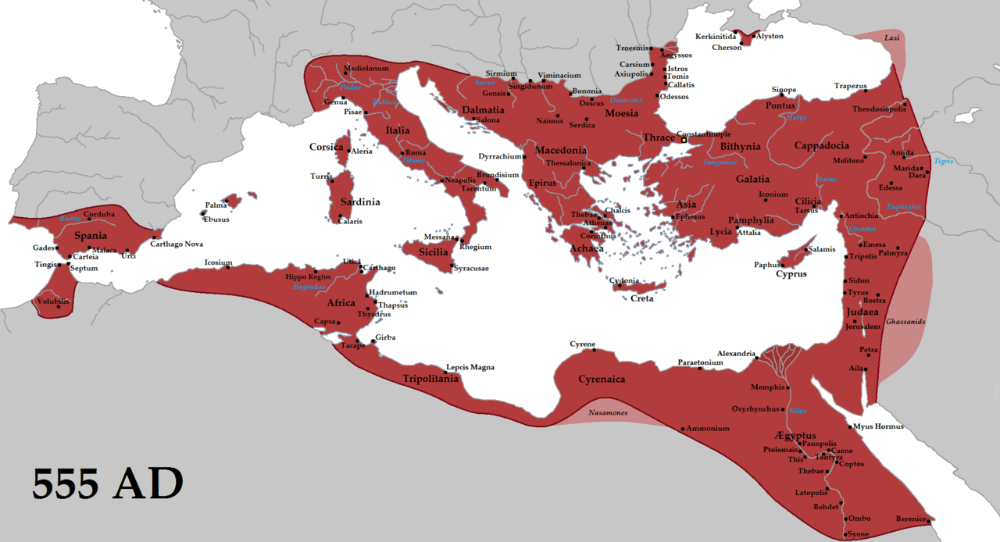 Kerkinitida
Alyston
Lazi
Cherson
Troesmis
Aegyssos
Mediolanum
Carsium
Istros
Sirmium
Viminacium
Axiupolis
Tomis
Savus
Singidunum
Callatis
Padus
Trapezus
Sinope
Gensis
Bononia
Odessos
Genua
Danuvius
Oescus
Pontus
Theodosiopolis
Pisae
Dalmatia
Moesia
Salona
Naissus
Serdica
Halys
Italia
Thrace
Constantinople
Corsica
Aleria
Roma
Macedonia
Bithynia
Cappadocia
Amida
Tiberis
Dyrrachium
Thessalonica
Sangarius
Melitene
Tigris
Marida
Turris
Neapolis
Brundisium
Dara
Tarentum
Epirus
Galatia
Sarus
Edessa
Iconium
Sardinia
Palma
Asia
Cilicia
Euphrates
Chalcis
Tarsus
Baetis
Corduba
Thebae
Ephesus
Antiochia
Ebusus
Calaris
Athenae
Pamphylia
Spania
Messana
Corinthus
Lycia
Attalia
Orontes
Carthago Nova
Gades
Malaca
Rhegium
Achaea
Salamis
Emesa
Palmyra
Carteia
Urci
Sicilia
Tripolis
Tingis
Septum
Icosium
Utica
Carthago
Syracusae
Paphus
Cyprus
Hippo Regius
Cydonia
Sidon
Bagradus
Hadrumetum
Creta
Tyrus
Volubilis
Africa
Thapsus
Bostra
Thysdrus
Judaea
Capsa
Ghassanids
Jerusalem
Girba
Tacape
Cyrene
Alexandria
Petra
Lepcis Magna
Paraetonium
Aila
Tripolitania
Cyrenaica
Memphis
Nasamones
Oxyrhynchus
Nilus
Ammonium
Myus Hormus
Ægyptus
Panopolis
Ptolemais
Caene
This
Tentyra
Coptos
Thebae
555 AD
Latopolis
Behdet
Ombo
Berenice
Syene